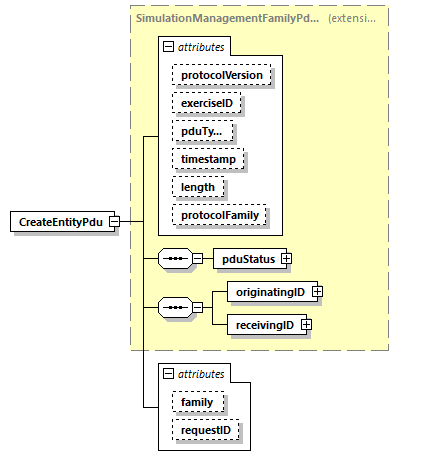 SimulationManagementFamilyPd... (extensi...
attributes
protocolVersion
exerciseID
pduTy...
timestamp
length
protocolFamily
CreateEntityPdu
pduStatus
originatingID
receivingID
attributes
family
requestID